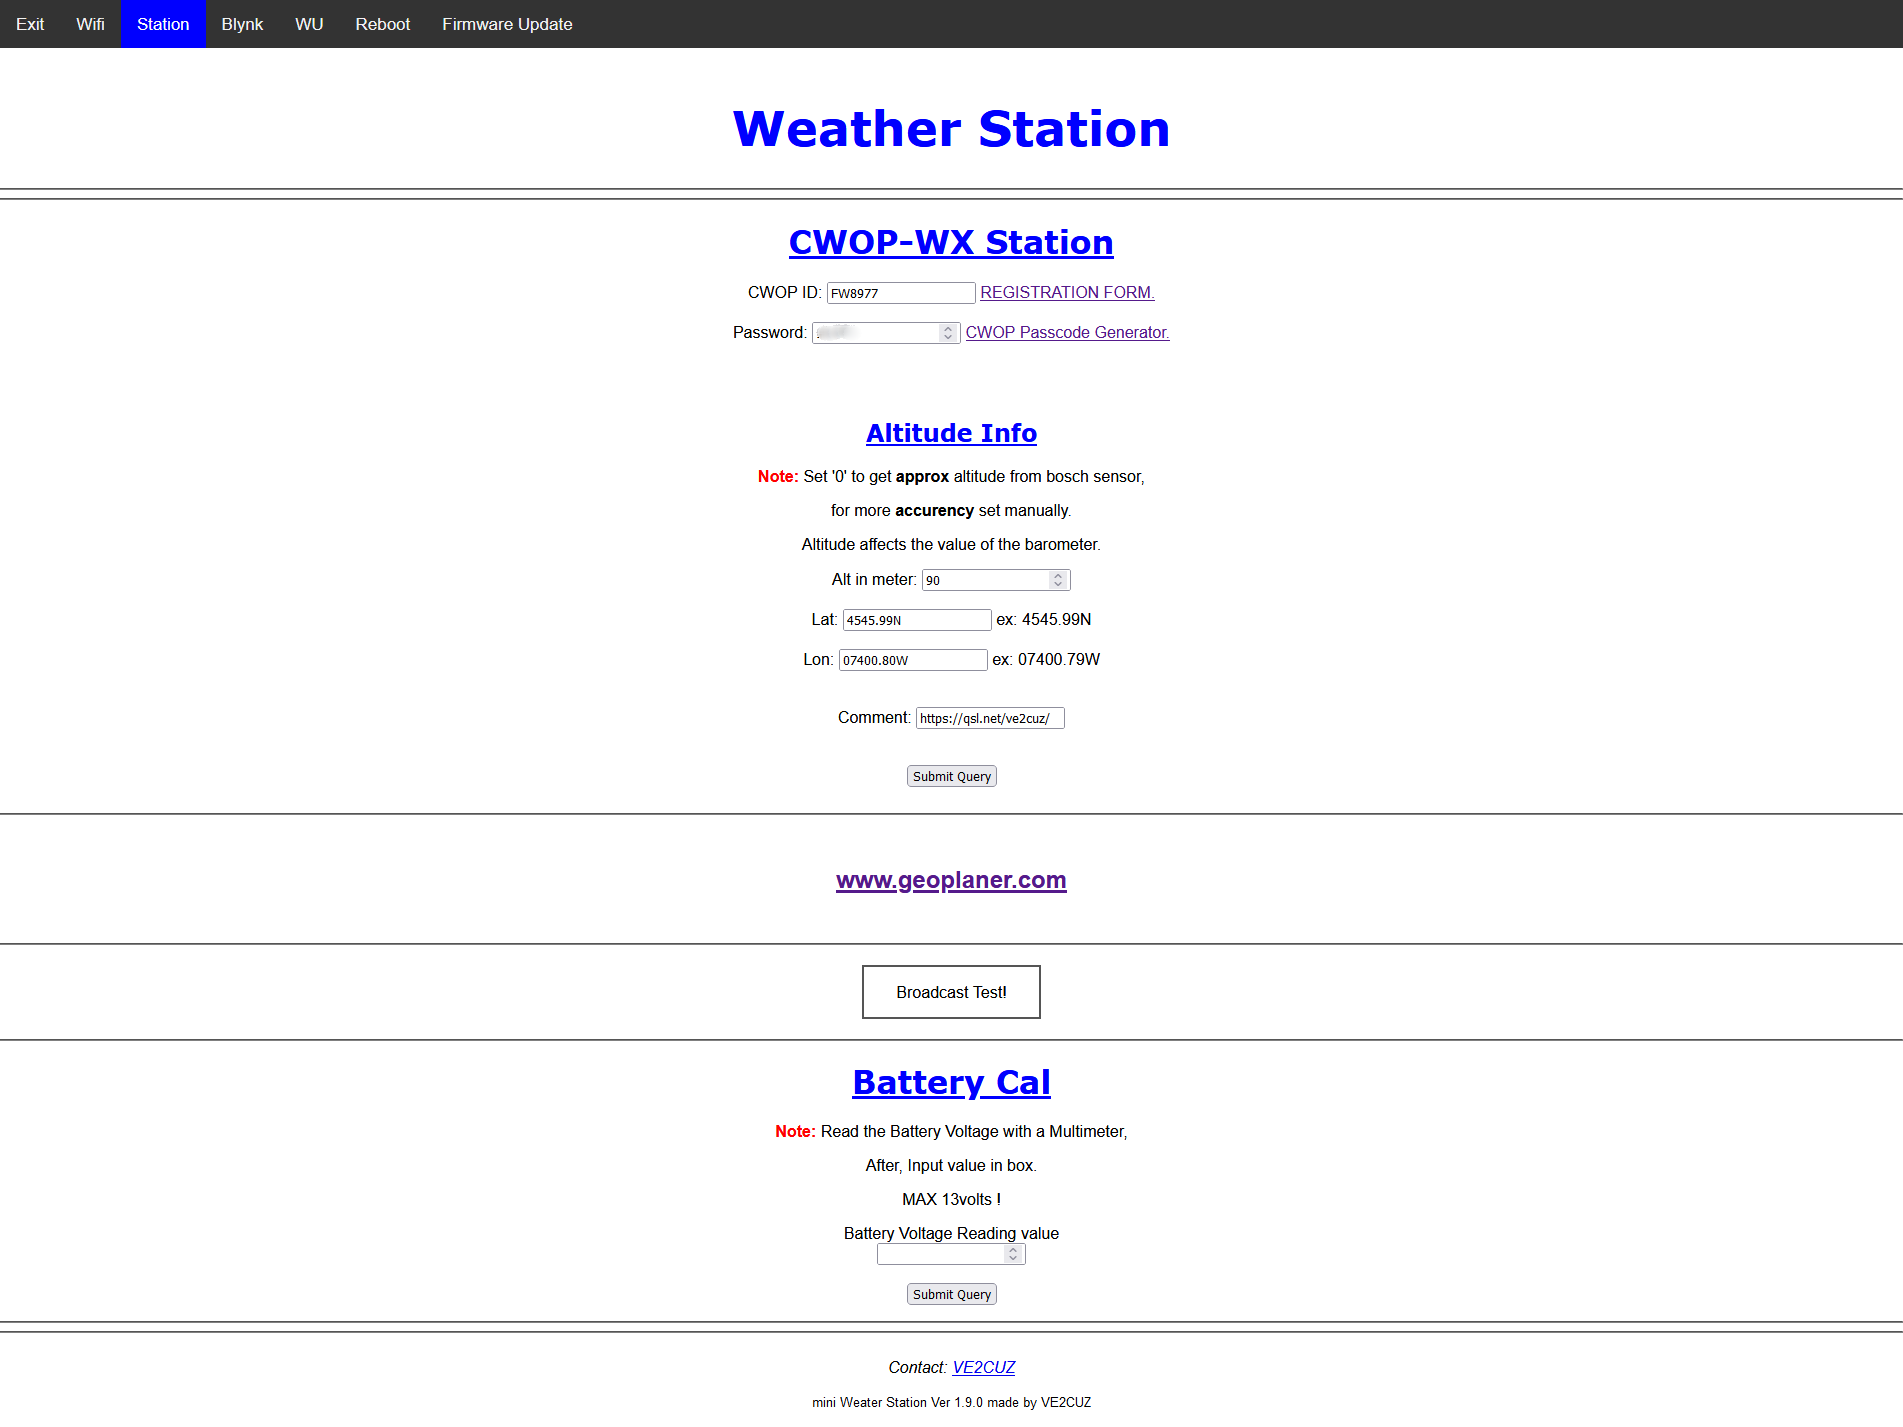 Exit Wifi Station Blynk WU Reboot Firmware Update
Weather Station
CWOP-WX Station
CWOP ID: FW8977 REGISTRATION FORM.
Password: CWOP Passcode Generator.
Altitude Info
Note: Set '0' to get approx altitude from bosch sensor,
for more accurency set manually.
Altitude affects the value of the barometer.
Alt in meter: 90
Lat: 4545.99N ex: 4545.99N
Lon: 07400.80W ex: 07400.79W
Comment: https://qsl.net/ve2cuz/
Submit Query
www.geoplaner.com
Broadcast Test!
Battery Cal
Note: Read the Battery Voltage with a Multimeter,
After, Input value in box.
MAX 13volts !
Battery Voltage Reading value
Submit Query
Contact: VE2CUZ
mini Weater Station Ver 1.9.0 made by VE2CUZ